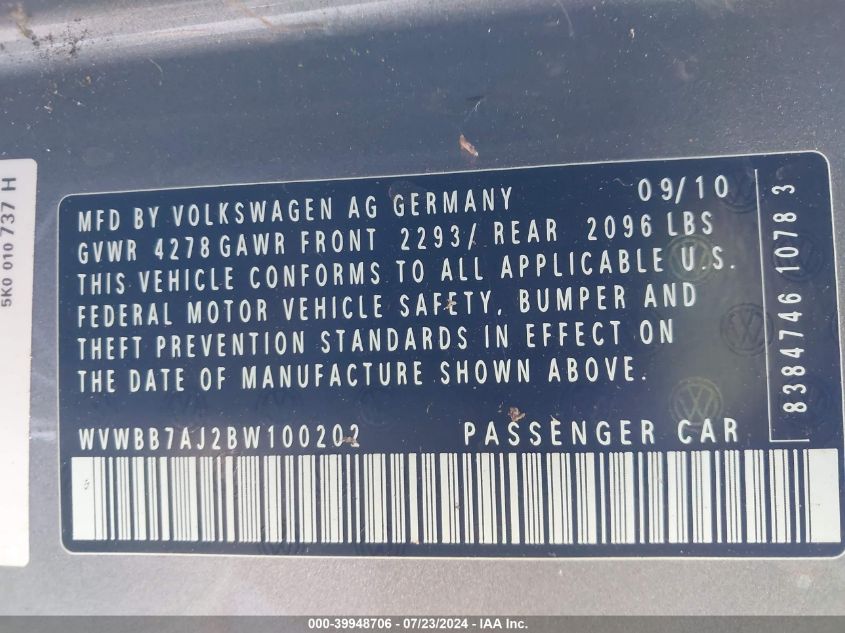 MFD BY VOLKSWAGEN AG GERMANY 09/10
GVWR 4278 GAWR FRONT 2293/ REAR 2096 LBS
THIS VEHICLE CONFORMS TO ALL APPLICABLE U.S.
FEDERAL MOTOR VEHICLE SAFETY, BUMPER AND
THEFT PREVENTION STANDARDS IN EFFECT ON
THE DATE OF MANUFACTURE SHOWN ABOVE.
WVWBB7AJ2BW100202 PASSENGER CAR
8384746 1078 3
5K0 010 737 H
000-39948706 - 07/23/2024 - IAA Inc.